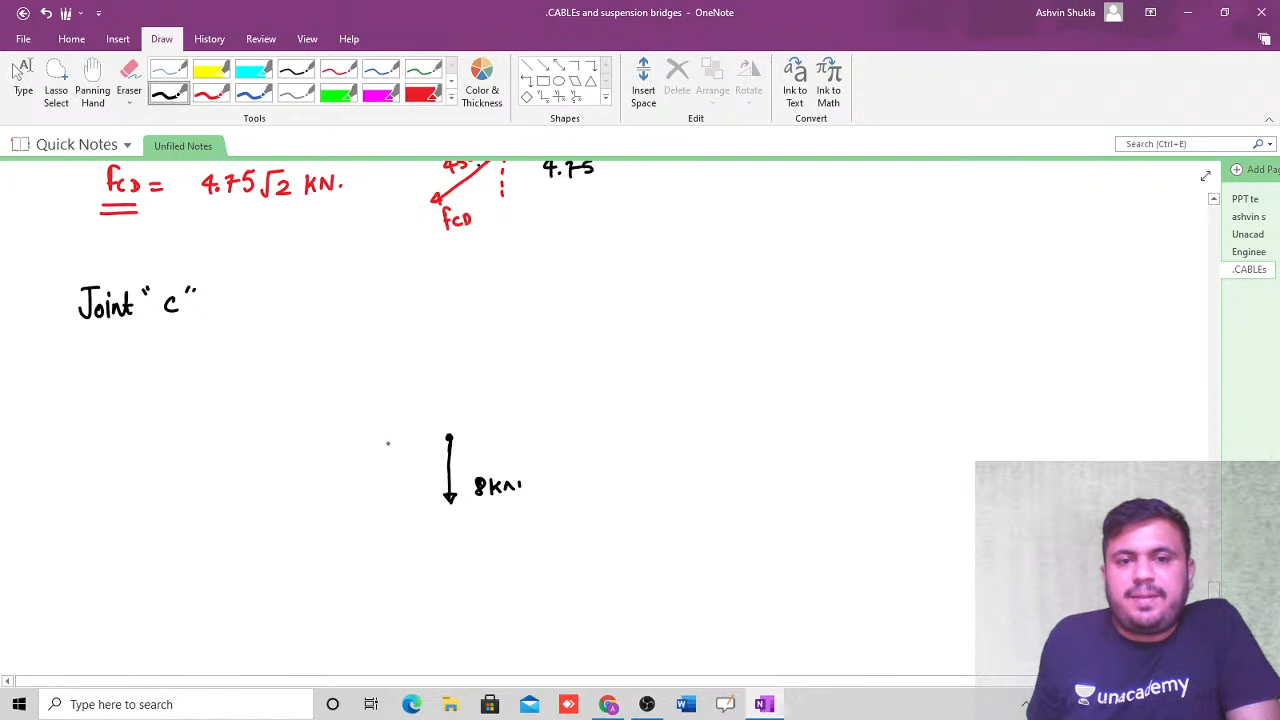 .CABLEs and suspension bridges - OneNote
Ashvin Shukla
File Home Insert Draw History Review View Help
Type
Lasso Select
Panning Hand
Eraser
Color & Thickness
Insert Space
Delete
Arrange
Rotate
Ink to Text
Ink to Math
Tools
Shapes
Edit
Convert
Quick Notes
Unfiled Notes
Search (Ctrl+E)
Add Pag
PPT te
ashvin s
Unacad
Enginee
.CABLEs
45°
4.75
fCD = 4.75√2 KN.
fCD
Joint "C"
8KN
unacademy
Type here to search